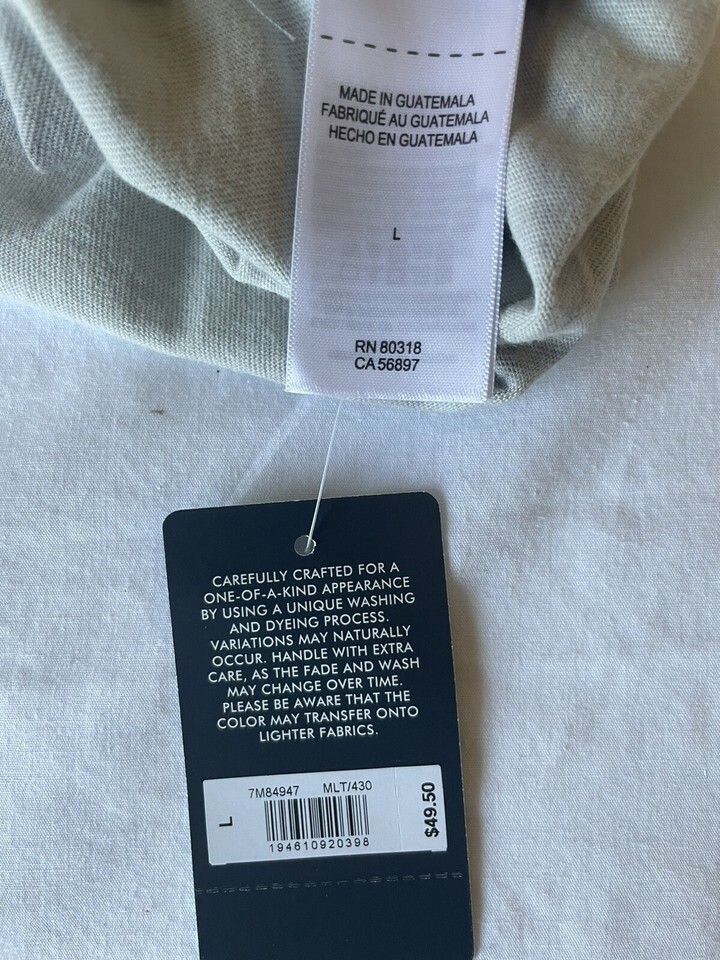 MADE IN GUATEMALA
FABRIQUÉ AU GUATEMALA
HECHO EN GUATEMALA
L
RN 80318
CA 56897
CAREFULLY CRAFTED FOR A
ONE-OF-A-KIND APPEARANCE
BY USING A UNIQUE WASHING
AND DYEING PROCESS.
VARIATIONS MAY NATURALLY
OCCUR. HANDLE WITH EXTRA
CARE, AS THE FADE AND WASH
MAY CHANGE OVER TIME.
PLEASE BE AWARE THAT THE
COLOR MAY TRANSFER ONTO
LIGHTER FABRICS.
7M84947 MLT/430
L
$49.50
194610920398